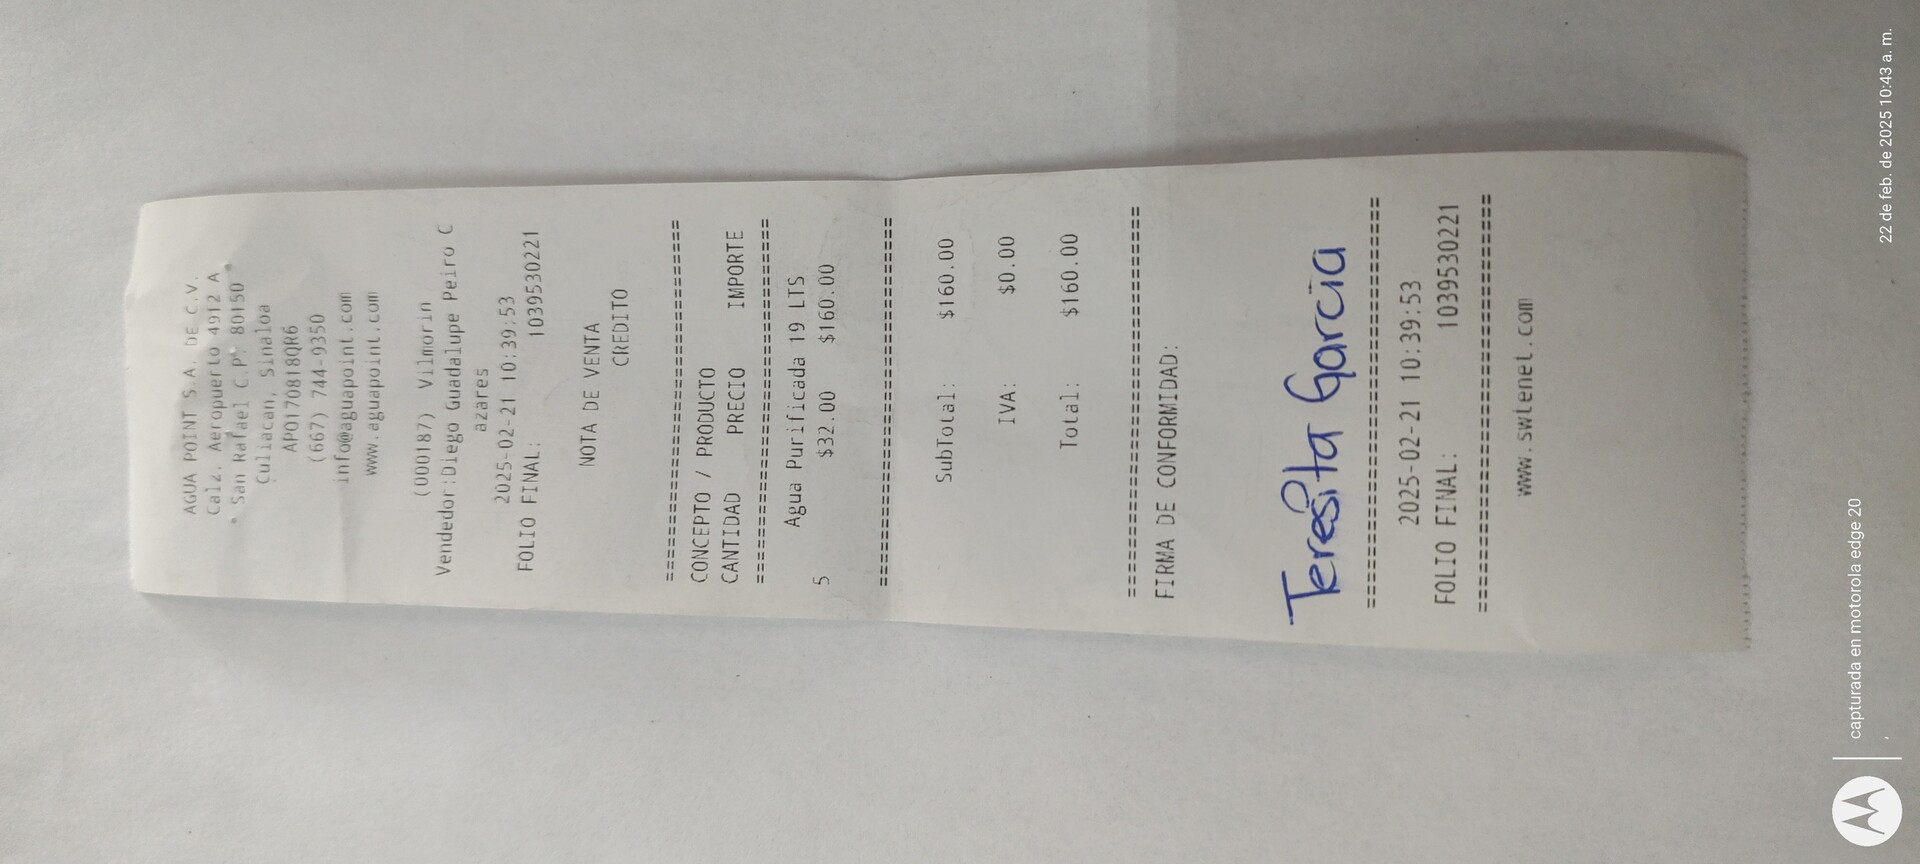 AGUA POINT S.A. DE C.V.
Calz. Aeropuerto 4912 A
San Rafael C.P. 80150
Culiacan, Sinaloa
APO170818QR6
(667) 744-9350
info@aguapoint.com
www.aguapoint.com
(000187) Vilmorin
Vendedor:Diego Guadalupe Peiro C
azares
2025-02-21 10:39:53
FOLIO FINAL: 1039530221
NOTA DE VENTA
CREDITO
================================
CONCEPTO / PRODUCTO
CANTIDAD PRECIO IMPORTE
================================
Agua Purificada 19 LTS
5 $32.00 $160.00
================================
SubTotal: $160.00
IVA: $0.00
Total: $160.00
================================
FIRMA DE CONFORMIDAD:
Teresita Garcia
================================
2025-02-21 10:39:53
FOLIO FINAL: 1039530221
================================
www.swtenet.com
capturada en motorola edge 20
,
22 de feb. de 2025 10:43 a. m.